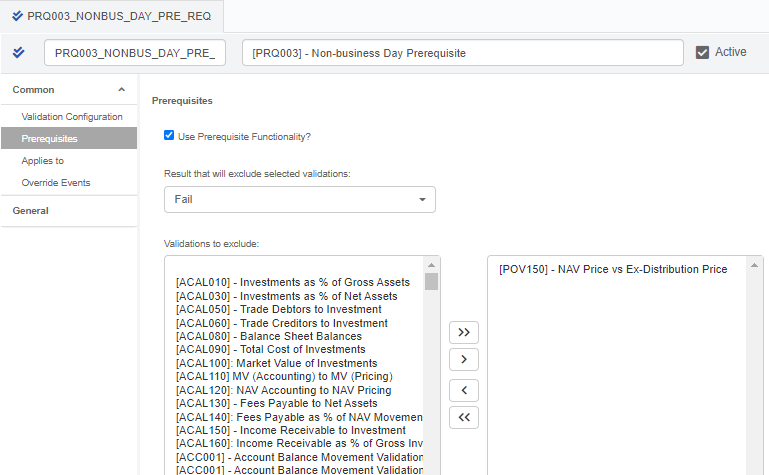 PRQ003_NONBUS_DAY_PRE_REQ
PRQ003_NONBUS_DAY_PRE_
[PRQ003] - Non-business Day Prerequisite
Active
Common
Validation Configuration
Prerequisites
Applies to
Override Events
General
Prerequisites
Use Prerequisite Functionality?
Result that will exclude selected validations:
Fail
Validations to exclude:
[ACAL010] - Investments as % of Gross Assets
[ACAL030] - Investments as % of Net Assets
[ACAL050] - Trade Debtors to Investment
[ACAL060] - Trade Creditors to Investment
[ACAL080] - Balance Sheet Balances
[ACAL090] - Total Cost of Investments
[ACAL100]: Market Value of Investments
[ACAL110] MV (Accounting) to MV (Pricing)
[ACAL120]: NAV Accounting to NAV Pricing
[ACAL130] - Fees Payable to Net Assets
[ACAL140]: Fees Payable as % of NAV Movemen
[ACAL150] - Income Receivable to Investment
[ACAL160]: Income Receivable as % of Gross Inv
[ACC001] - Account Balance Movement Validation
[ACC001] - Account Balance Movement Validation
>>
>
<
<<
[POV150] - NAV Price vs Ex-Distribution Price